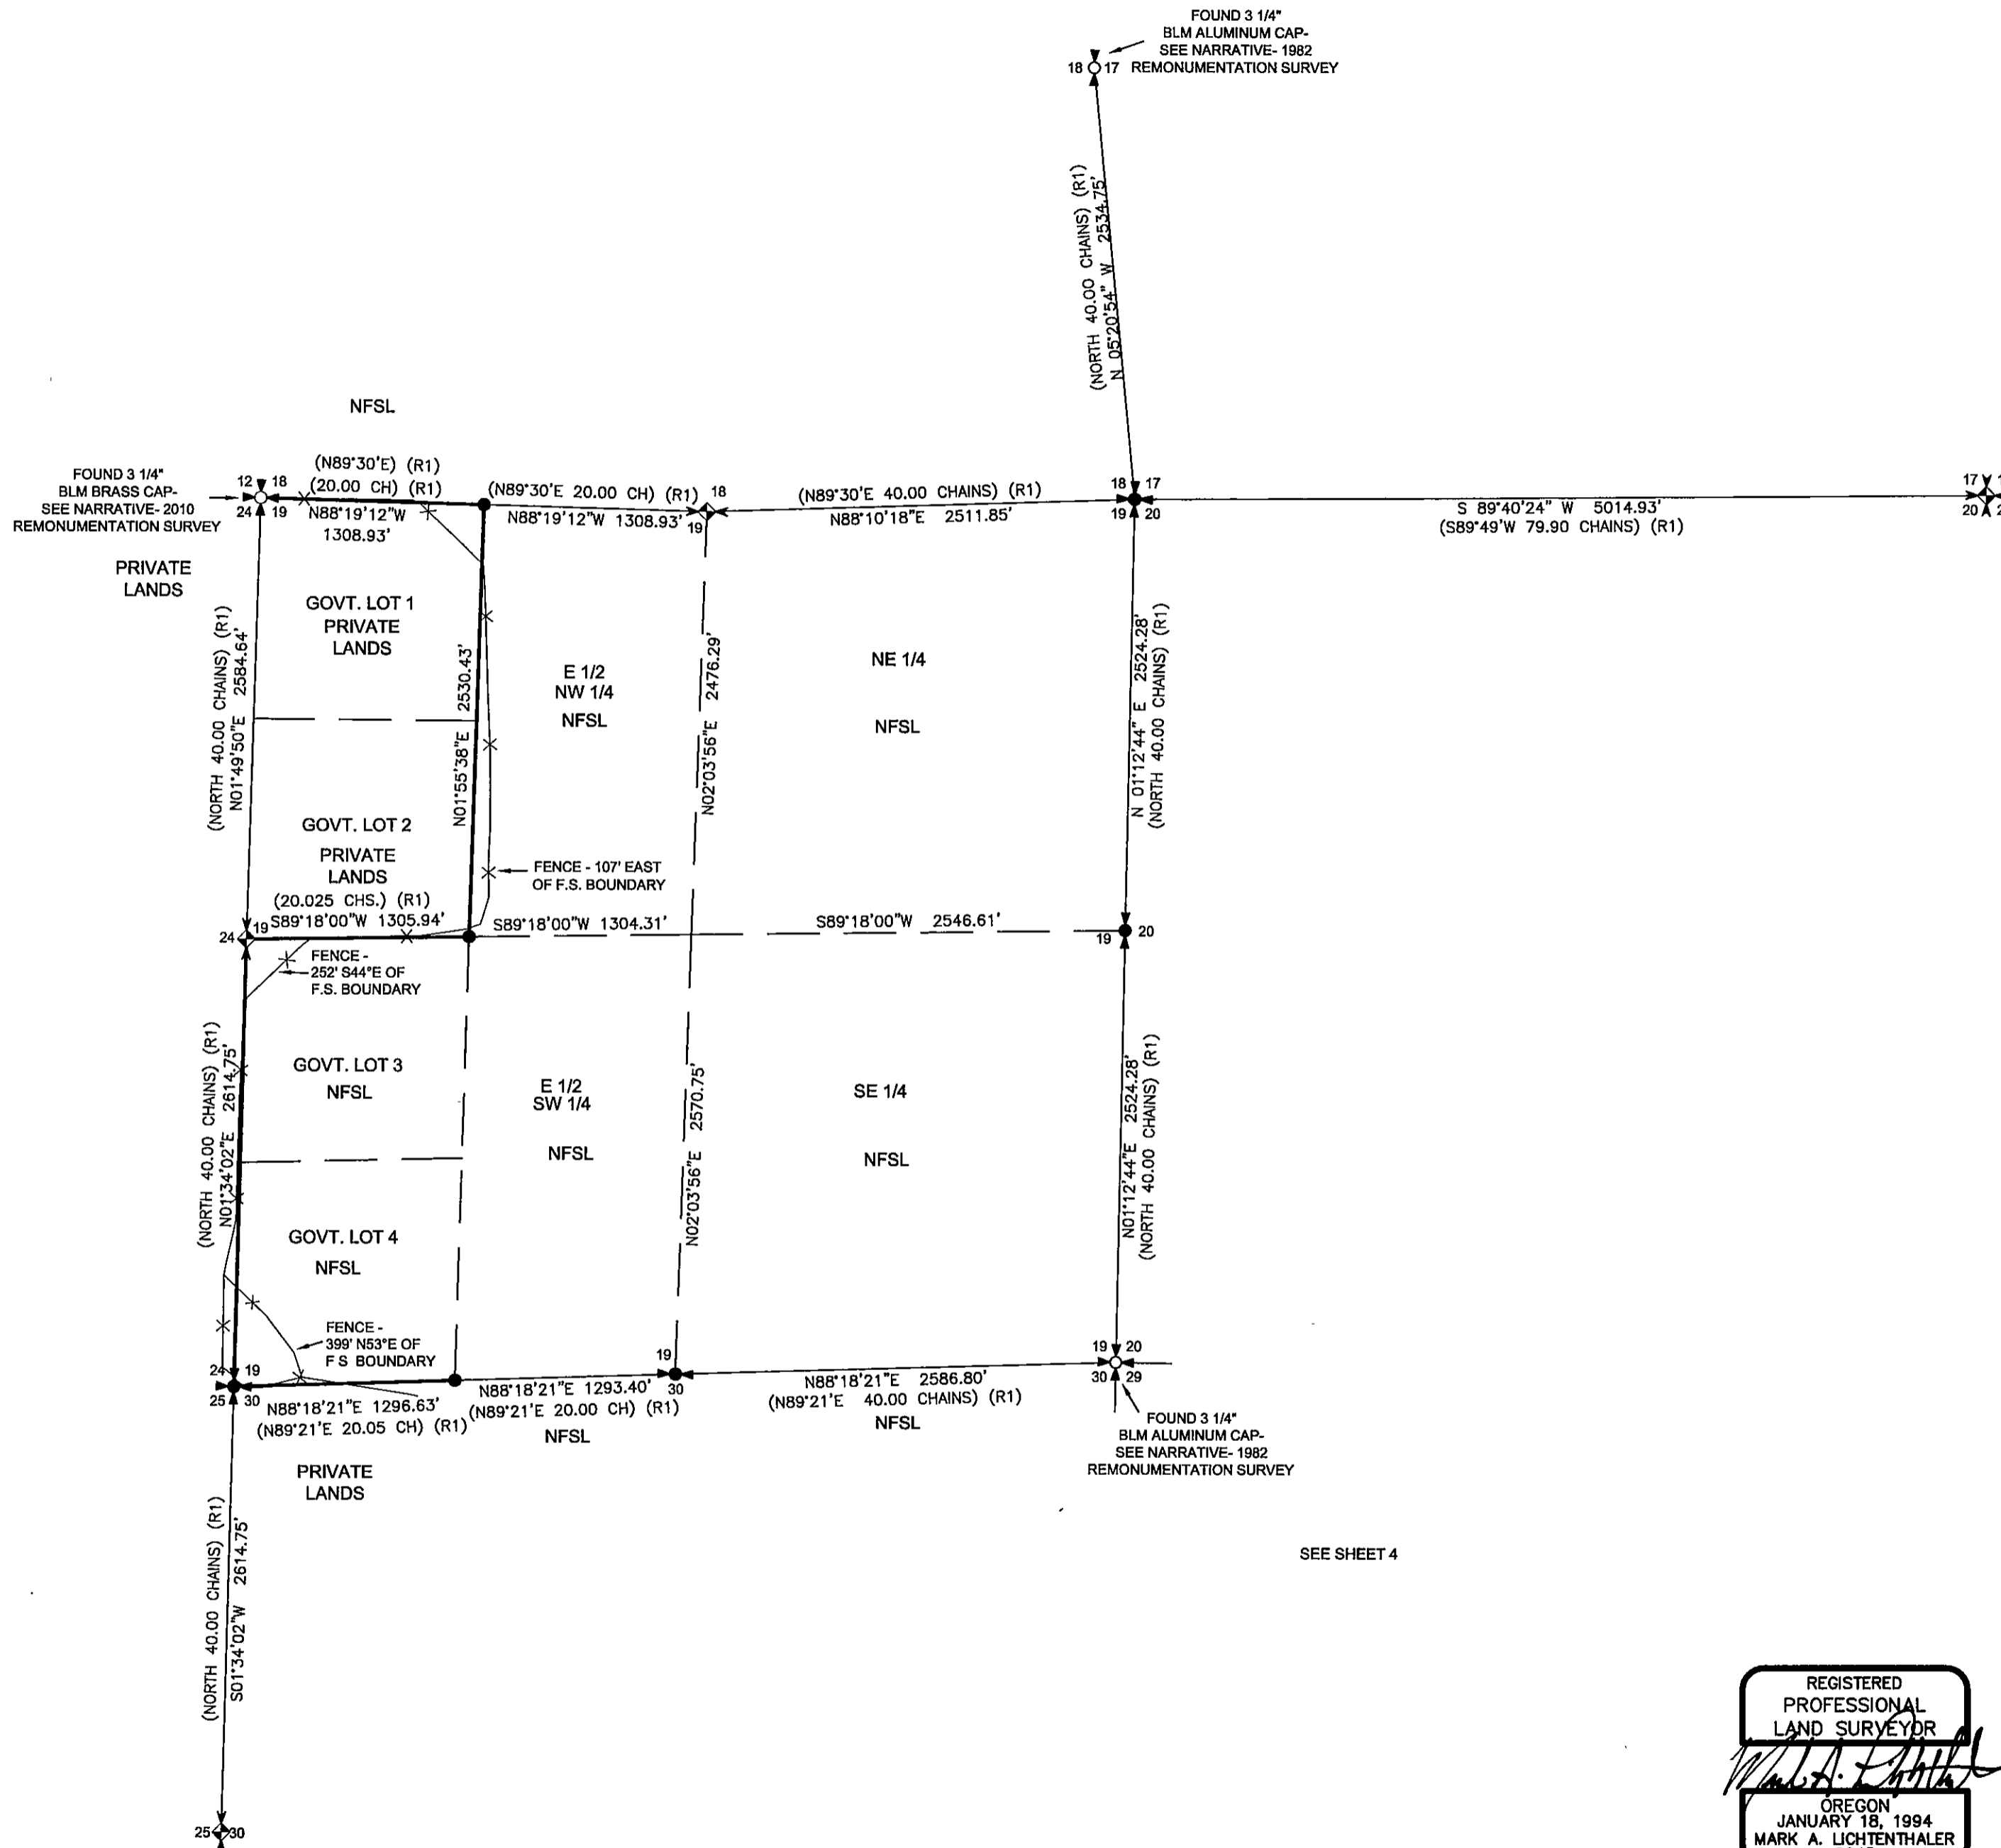 FOUND 3 1/4"
BLM ALUMINUM CAP-
SEE NARRATIVE- 1982
REMONUMENTATION SURVEY
18 17
(NORTH 40.00 CHAINS) (R1)
N 05°20'54" W 2534.75'
NFSL
FOUND 3 1/4"
BLM BRASS CAP-
SEE NARRATIVE- 2010
REMONUMENTATION SURVEY
12 18
24 19
(N89°30'E) (R1)
(20.00 CH) (R1)
N88°19'12"W
1308.93'
(N89°30'E 20.00 CH) (R1)
N88°19'12"W 1308.93'
18
19
(N89°30'E 40.00 CHAINS) (R1)
N88°10'18"E 2511.85'
18 17
19 20
S 89°40'24" W 5014.93'
(S89°49'W 79.90 CHAINS) (R1)
17
20
PRIVATE
LANDS
(NORTH 40.00 CHAINS) (R1)
N01°49'50"E 2584.64'
GOVT. LOT 1
PRIVATE
LANDS
N01°55'38"E 2530.43'
E 1/2
NW 1/4
NFSL
N02°03'56"E 2476.29'
NE 1/4
NFSL
N 01°12'44" E 2524.28'
(NORTH 40.00 CHAINS) (R1)
GOVT. LOT 2
PRIVATE
LANDS
FENCE - 107' EAST
OF F.S. BOUNDARY
(20.025 CHS.) (R1)
24 19
S89°18'00"W 1305.94'
S89°18'00"W 1304.31'
S89°18'00"W 2546.61'
19 20
FENCE -
252' S44°E OF
F.S. BOUNDARY
(NORTH 40.00 CHAINS) (R1)
N01°34'02"E 2614.75'
GOVT. LOT 3
NFSL
E 1/2
SW 1/4
NFSL
N02°03'56"E 2570.75'
SE 1/4
NFSL
N01°12'44"E 2524.28'
(NORTH 40.00 CHAINS) (R1)
GOVT. LOT 4
NFSL
FENCE -
399' N53°E OF
F S BOUNDARY
24 19
25 30
N88°18'21"E 1296.63'
(N89°21'E 20.05 CH) (R1)
N88°18'21"E 1293.40'
(N89°21'E 20.00 CH) (R1)
NFSL
19
30
N88°18'21"E 2586.80'
(N89°21'E 40.00 CHAINS) (R1)
NFSL
19 20
30 29
FOUND 3 1/4"
BLM ALUMINUM CAP-
SEE NARRATIVE- 1982
REMONUMENTATION SURVEY
PRIVATE
LANDS
(NORTH 40.00 CHAINS) (R1)
S01°34'02"W 2614.75'
SEE SHEET 4
25 30
REGISTERED
PROFESSIONAL
LAND SURVEYOR
Mark A. Lichtenthaler
OREGON
JANUARY 18, 1994
MARK A. LICHTENTHALER